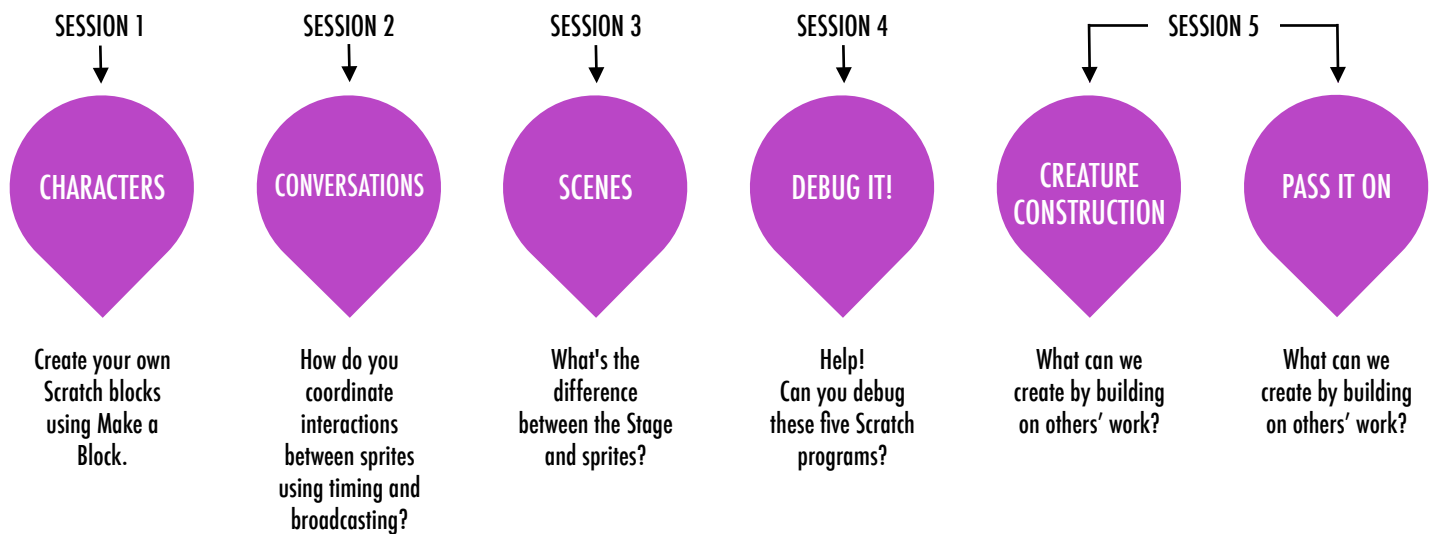 SESSION 1
CHARACTERS
Create your own
Scratch blocks
using Make a
Block.
SESSION 2
CONVERSATIONS
How do you
coordinate
interactions
between sprites
using timing and
broadcasting?
SESSION 3
SCENES
What's the
difference
between the Stage
and sprites?
SESSION 4
DEBUG IT!
Help!
Can you debug
these five Scratch
programs?
SESSION 5
CREATURE
CONSTRUCTION
What can we
create by building
on others’ work?
PASS IT ON
What can we
create by building
on others’ work?